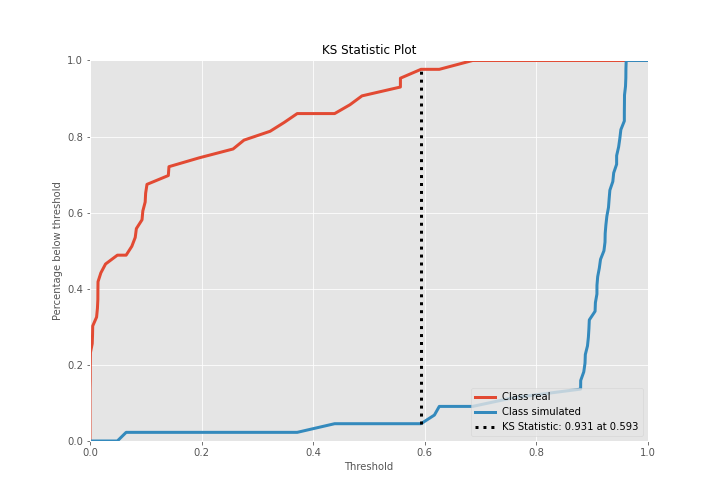 KS Statistic Plot
1.0
0.8
0.6
0.4
0.2
0.0
Percentage below threshold
0.0 0.2 0.4 0.6 0.8 1.0
Threshold
Class real
Class simulated
KS Statistic: 0.931 at 0.593